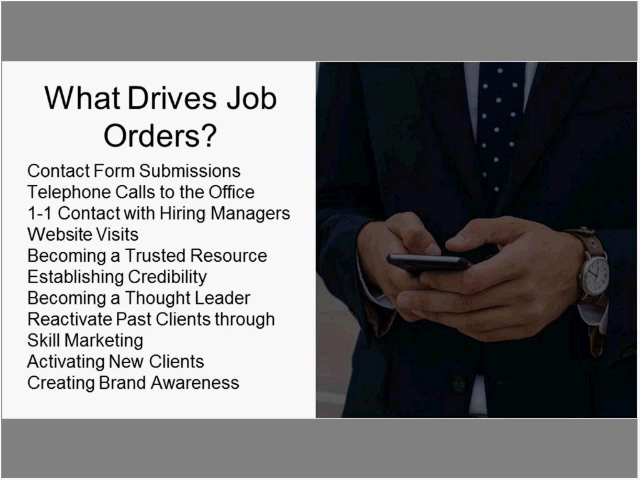 What Drives Job
Orders?
Contact Form Submissions
Telephone Calls to the Office
1-1 Contact with Hiring Managers
Website Visits
Becoming a Trusted Resource
Establishing Credibility
Becoming a Thought Leader
Reactivate Past Clients through
Skill Marketing
Activating New Clients
Creating Brand Awareness